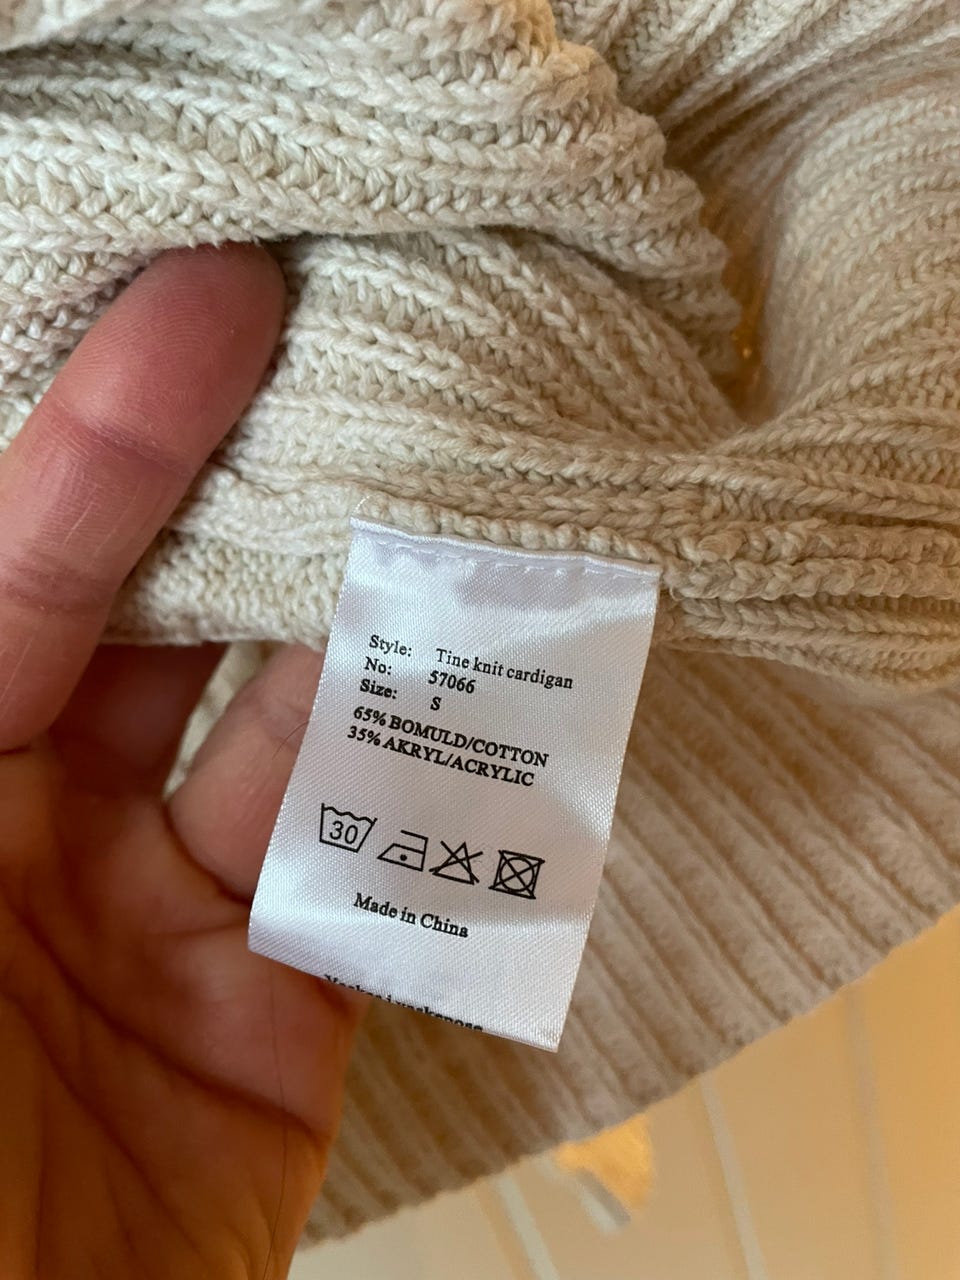 Style: Tine knit cardigan
No: 57066
Size: S
65% BOMULD/COTTON
35% AKRYL/ACRYLIC
30
Made in China